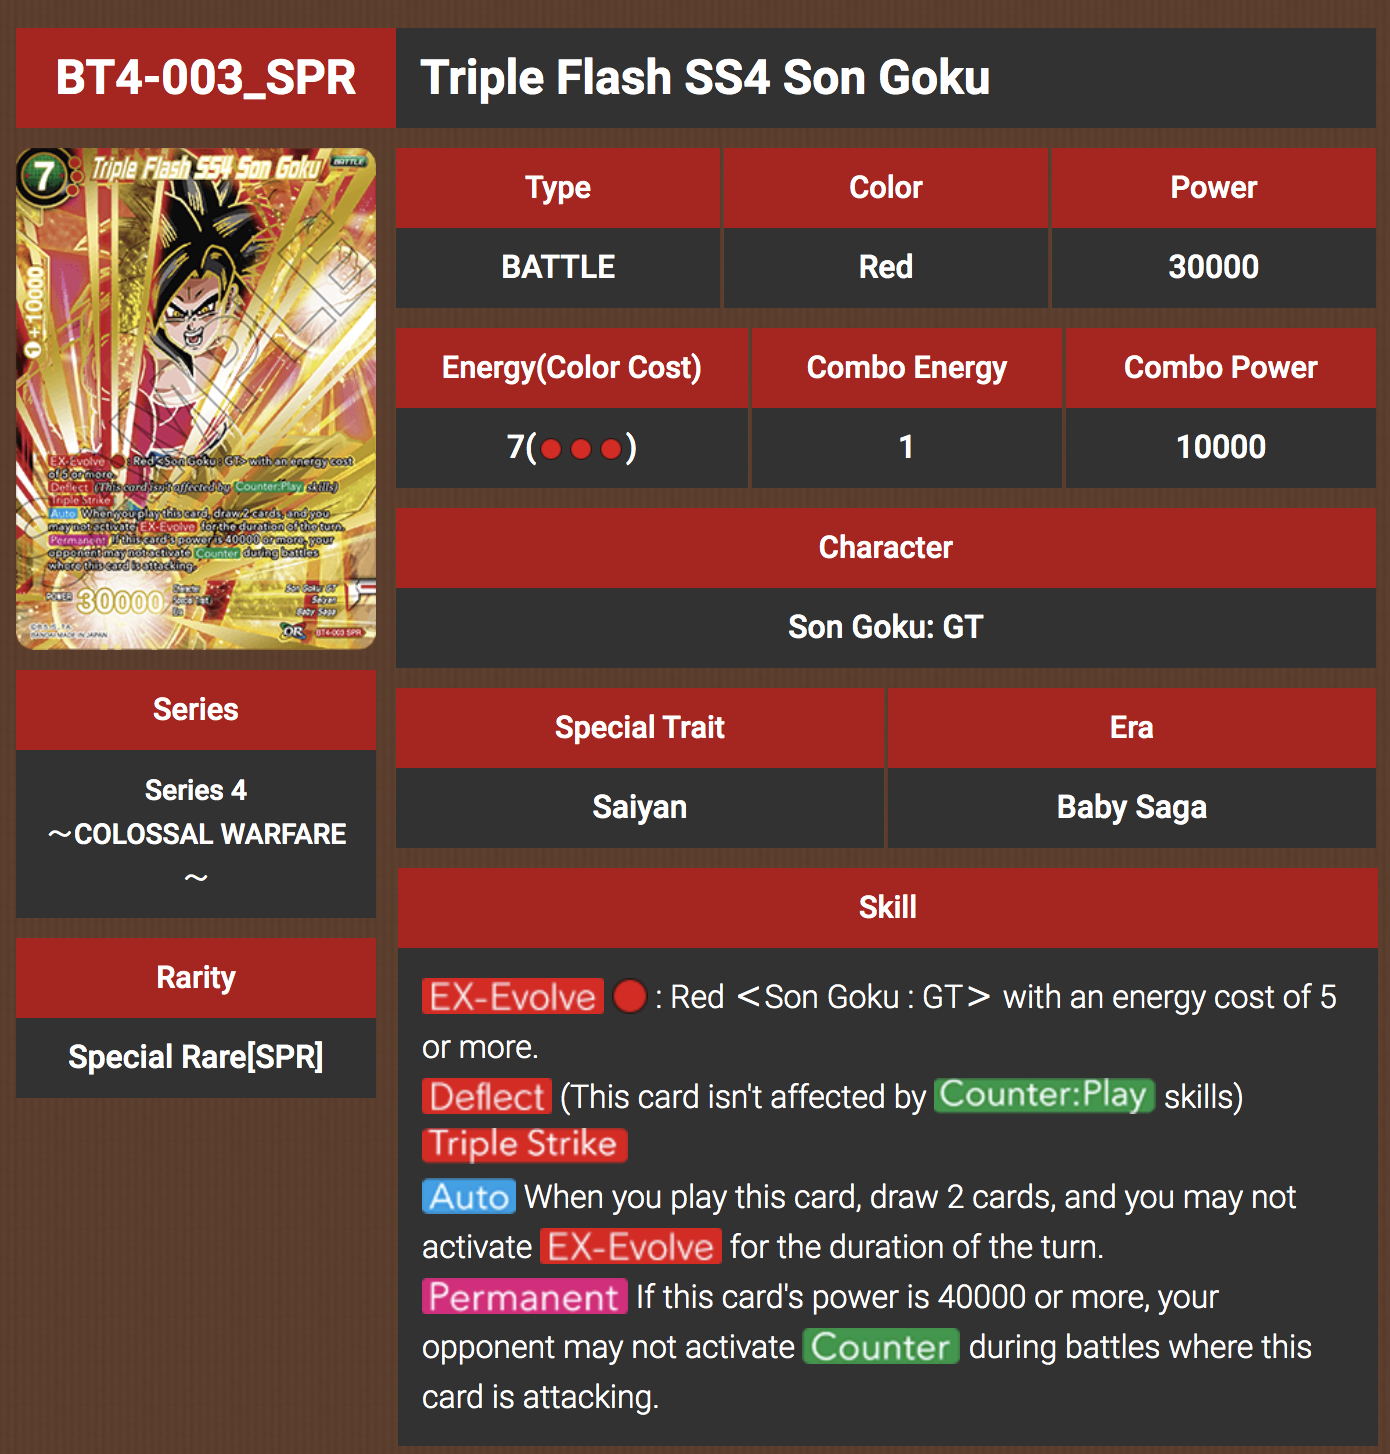 BT4-003_SPR
Triple Flash SS4 Son Goku
7
Triple Flash SS4 Son Goku
BATTLE
1 +10000
EX-Evolve : Red <Son Goku : GT> with an energy cost
of 5 or more.
Deflect (This card isn't affected by Counter:Play skills)
Triple Strike
Auto When you play this card, draw 2 cards, and you
may not activate EX-Evolve for the duration of the turn.
Permanent If this card's power is 40000 or more, your
opponent may not activate Counter during battles
where this card is attacking.
POWER 30000
Character Son Goku: GT
Special Trait Saiyan
Era Baby Saga
BANDAI MADE IN JAPAN
BT4-003 SPR
Type
Color
Power
BATTLE
Red
30000
Energy(Color Cost)
Combo Energy
Combo Power
7(●●●)
1
10000
Character
Son Goku: GT
Special Trait
Era
Saiyan
Baby Saga
Series
Series 4
～COLOSSAL WARFARE
～
Rarity
Special Rare[SPR]
Skill
EX-Evolve : Red ＜Son Goku : GT＞ with an energy cost of 5
or more.
Deflect (This card isn't affected by Counter:Play skills)
Triple Strike
Auto When you play this card, draw 2 cards, and you may not
activate EX-Evolve for the duration of the turn.
Permanent If this card's power is 40000 or more, your
opponent may not activate Counter during battles where this
card is attacking.